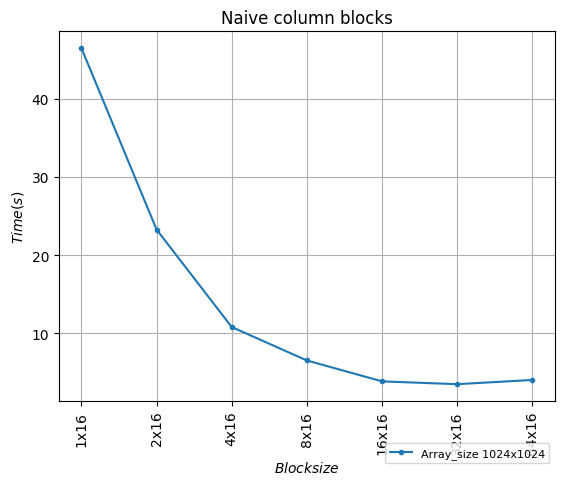 Naive column blocks
Time(s)
40
30
20
10
1x16
2x16
4x16
8x16
16x16
Blocksize
Array_size 1024x1024